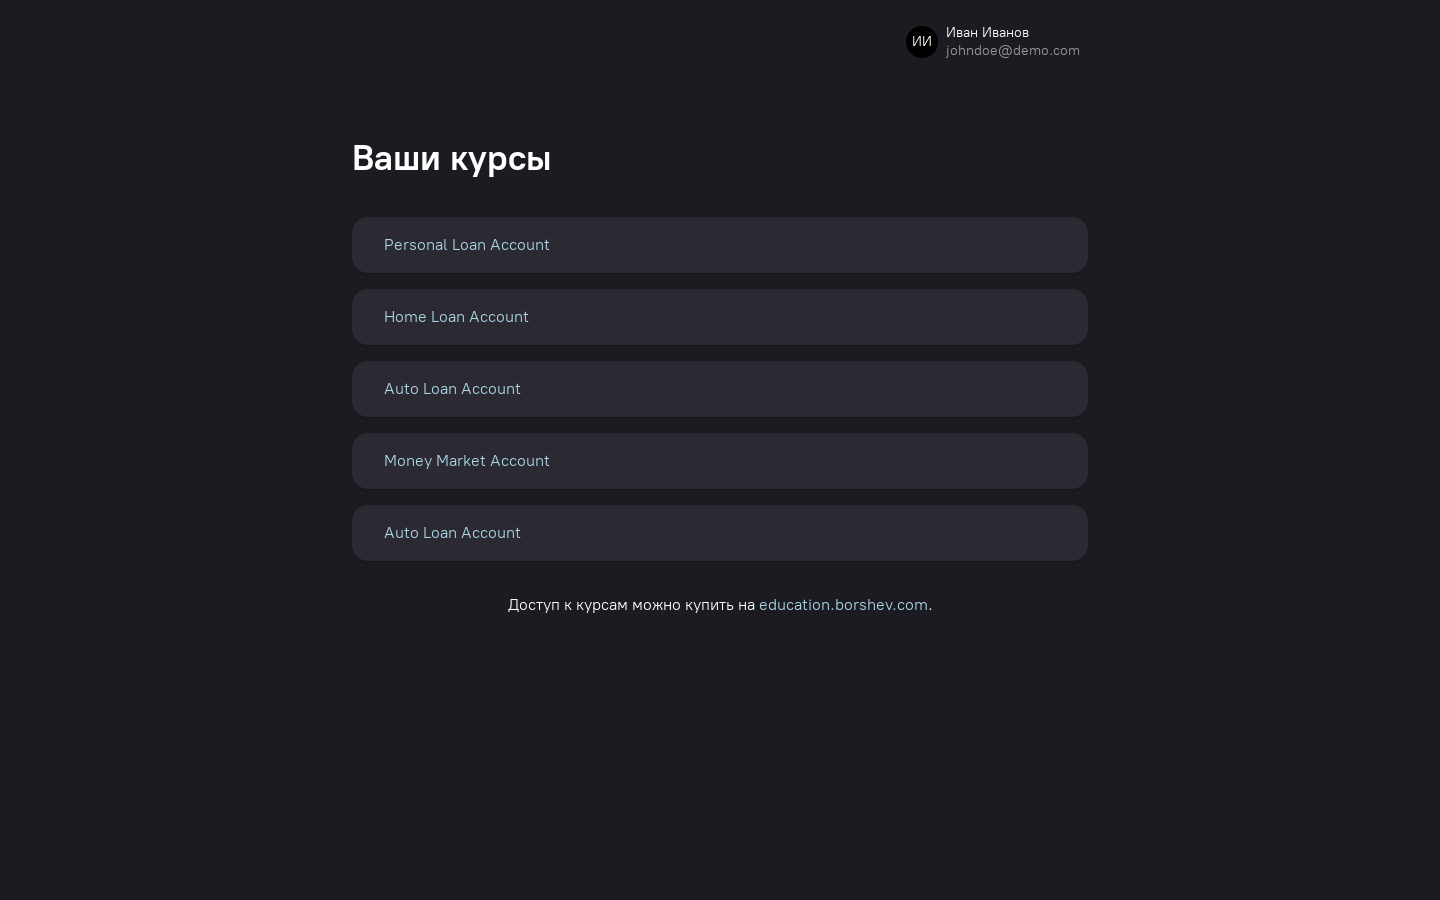 ИИ
Иван Иванов
johndoe@demo.com
Ваши курсы
Personal Loan Account
Home Loan Account
Auto Loan Account
Money Market Account
Auto Loan Account
Доступ к курсам можно купить на education.borshev.com.